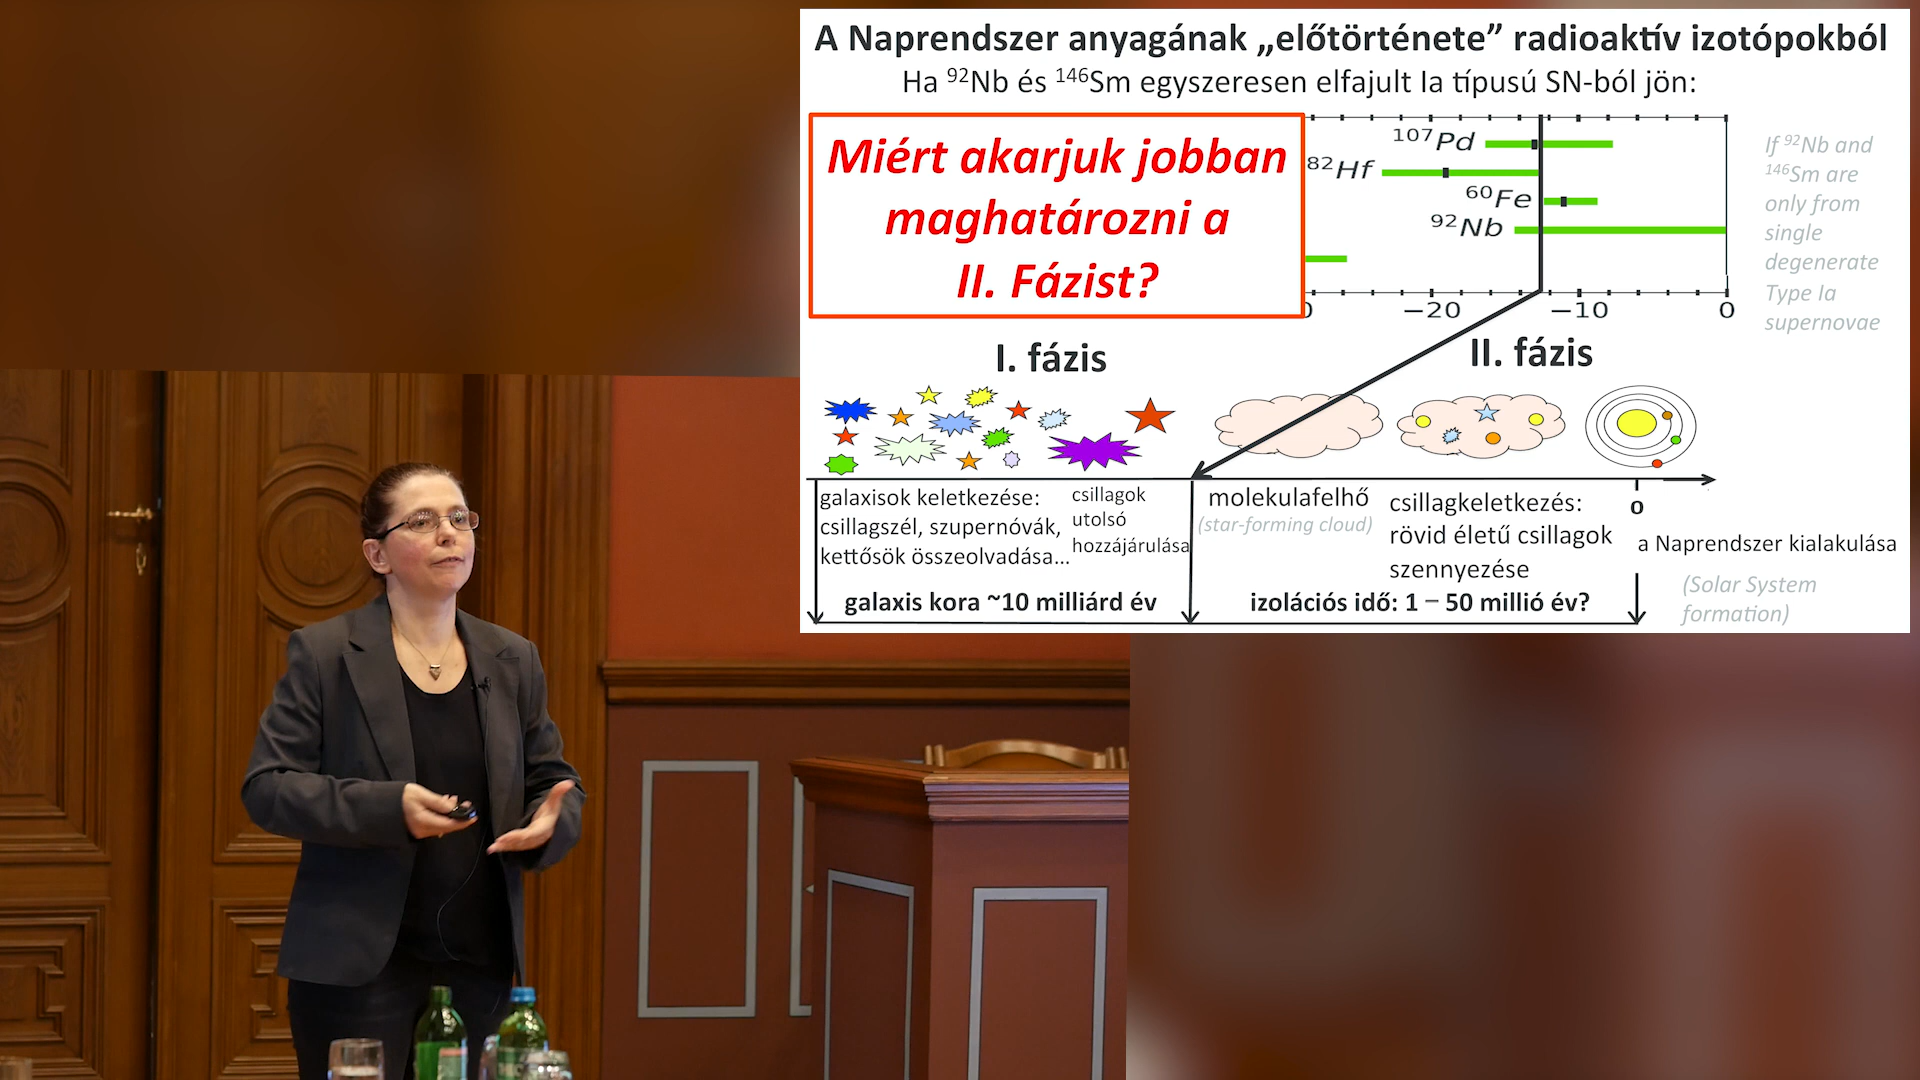 A Naprendszer anyagának „előtörténete” radioaktív izotópokból
Ha ⁹²Nb és ¹⁴⁶Sm egyszeresen elfajult Ia típusú SN-ból jön:
Miért akarjuk jobban
maghatározni a
II. Fázist?
¹⁰⁷Pd
⁸²Hf
⁶⁰Fe
⁹²Nb
−20
−10
0
If ⁹²Nb and
¹⁴⁶Sm are
only from
single
degenerate
Type Ia
supernovae
I. fázis
II. fázis
galaxisok keletkezése:
csillagszél, szupernóvák,
kettősök összeolvadása...
csillagok
utolsó
hozzájárulása
molekulafelhő
(star-forming cloud)
csillagkeletkezés:
rövid életű csillagok
szennyezése
0
a Naprendszer kialakulása
(Solar System
formation)
galaxis kora ~10 milliárd év
izolációs idő: 1 – 50 millió év?